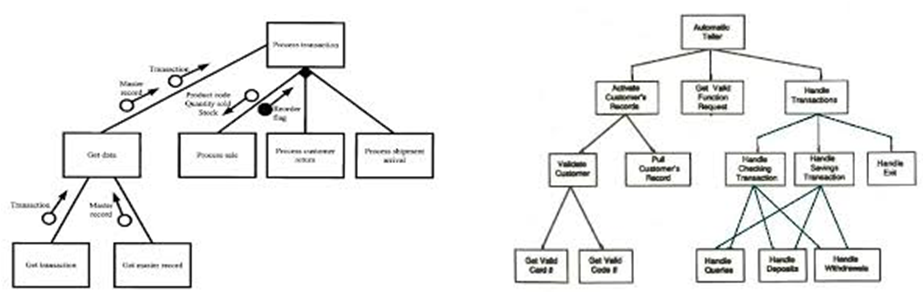 Process transaction
Transaction
Master
record
Product code
Quantity sold
Stock
Reorder
flag
Get data
Process sale
Process customer
return
Process shipment
arrival
Transaction
Master
record
Get transaction
Get master record
Automatic
Teller
Activate
Customer's
Records
Get Valid
Function
Request
Handle
Transactions
Validate
Customer
Pull
Customer's
Record
Handle
Checking
Transaction
Handle
Savings
Transaction
Handle
Exit
Get Valid
Card #
Get Valid
Code #
Handle
Queries
Handle
Deposits
Handle
Withdrawals